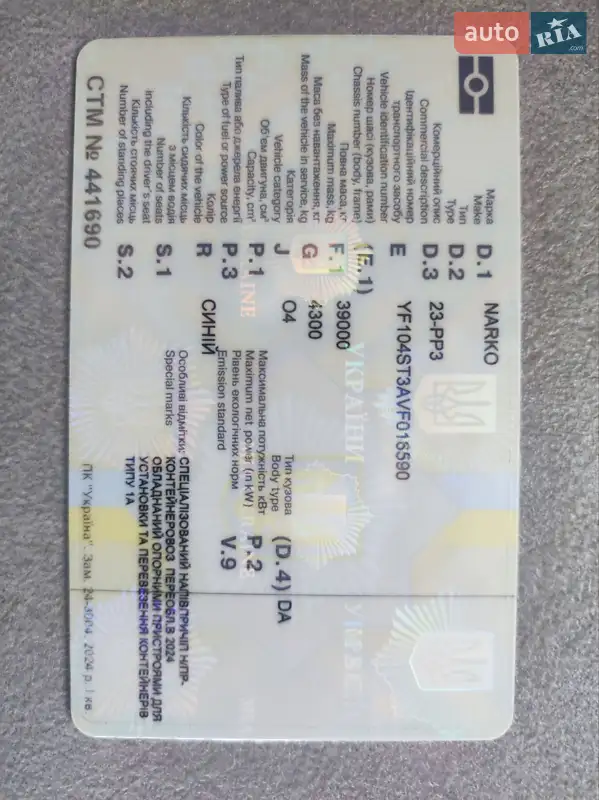 auto RIA .com
Марка
Make D.1 NARKO
Тип
Type D.2 23-PP3
Комерційний опис
Commercial description D.3
Ідентифікаційний номер
транспортного засобу
Vehicle identification number E YF104ST3AVF018590
Номер шасі (кузова, рами)
Chassis number (body, frame) (E.1)
Повна маса, кг
Maximum mass, kg F.1 39000
Маса без навантаження, кг
Mass of the vehicle in service, kg G 4300
Категорія
Vehicle category J O4
Тип кузова
Body type (D.4) DA
Об'єм двигуна, см³
Capacity, cm³ P.1
Максимальна потужність кВт
Maximum net power (in kW) P.2
Тип палива або джерело енергії
Type of fuel or power source P.3
Рівень екологічних норм
Emission standard V.9
Колір
Color of the vehicle R СИНІЙ
Кількість сидячих місць
з місцем водія
Number of seats
including the driver's seat S.1
Кількість стоячих місць
Number of standing places S.2
Особливі відмітки:
Special marks
СПЕЦІАЛІЗОВАНИЙ НАПІВПРИЧІП Н/ПР-
КОНТЕЙНЕРОВОЗ ПЕРЕОБЛ.В 2024
ОБЛАДНАНИЙ ОПОРНИМИ ПРИСТРОЯМИ ДЛЯ
УСТАНОВКИ ТА ПЕРЕВЕЗЕННЯ КОНТЕЙНЕРІВ
ТИПУ 1А
СТМ № 441690
ПК "Україна". Зам. 24-3004. 2024 р. I кв.